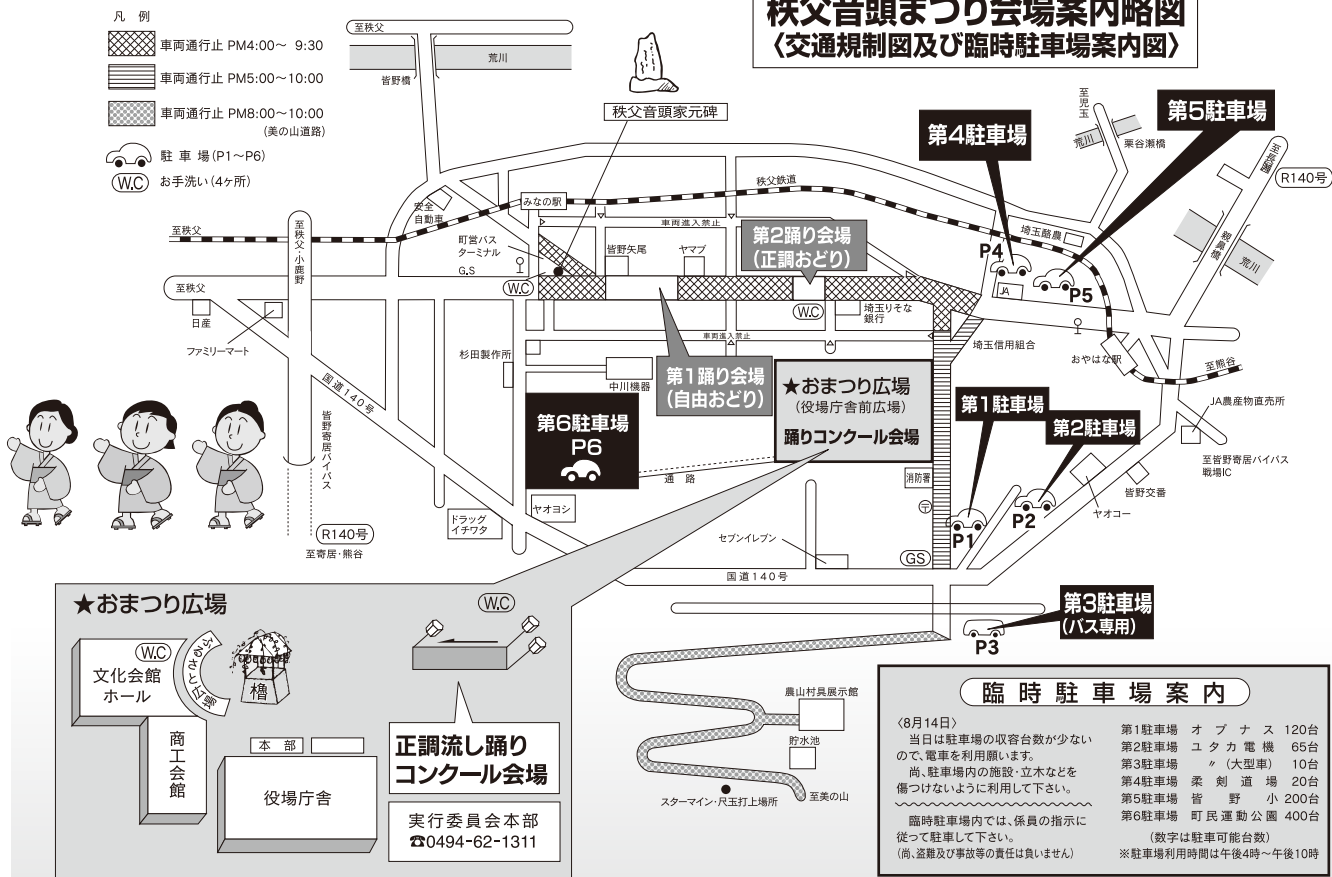 秩父音頭まつり会場案内略図
〈交通規制図及び臨時駐車場案内図〉
凡 例
車両通行止 PM4:00～ 9:30
車両通行止 PM5:00～10:00
車両通行止 PM8:00～10:00
(美の山道路)
駐 車 場(P1～P6)
W.C お手洗い(4ヶ所)
至秩父
荒川
皆野橋
秩父音頭家元碑
第4駐車場
第5駐車場
至児玉
荒川
栗谷瀬橋
至長瀞
R140号
親鼻橋
荒川
秩父鉄道
みなの駅
安全
自動車
至秩父
至秩父・小鹿野
町営バス
ターミナル
G.S
車両進入禁止
皆野矢尾
ヤマブ
第2踊り会場
(正調おどり)
埼玉酪農
P4
P5
JA
至秩父
日産
ファミリーマート
W.C
W.C
埼玉りそな
銀行
車両進入禁止
埼玉信用組合
おやはな駅
至熊谷
杉田製作所
中川機器
第1踊り会場
(自由おどり)
★おまつり広場
(役場庁舎前広場)
踊りコンクール会場
国道140号
皆野寄居バイパス
第6駐車場
P6
通 路
消防署
〒
第1駐車場
第2駐車場
JA農産物直売所
至皆野寄居バイパス
戦場IC
皆野交番
ヤオコー
P1
P2
R140号
至寄居・熊谷
ドラッグ
イチワタ
ヤオヨシ
セブンイレブン
GS
国道140号
第3駐車場
(バス専用)
P3
★おまつり広場
W.C
W.C
文化会館
ホール
ふるさと広場
櫓
商工会館
本 部
役場庁舎
正調流し踊り
コンクール会場
実行委員会本部
☎0494-62-1311
農山村具展示館
貯水池
スターマイン・尺玉打上場所
至美の山
臨時駐車場案内
〈8月14日〉
当日は駐車場の収容台数が少ない
ので、電車を利用願います。
尚、駐車場内の施設・立木などを
傷つけないように利用して下さい。
臨時駐車場内では、係員の指示に
従って駐車して下さい。
(尚、盗難及び事故等の責任は負いません)
第1駐車場 オプナス 120台
第2駐車場 ユタカ電機 65台
第3駐車場 〃(大型車) 10台
第4駐車場 柔剣道場 20台
第5駐車場 皆野小 200台
第6駐車場 町民運動公園 400台
(数字は駐車可能台数)
※駐車場利用時間は午後4時～午後10時